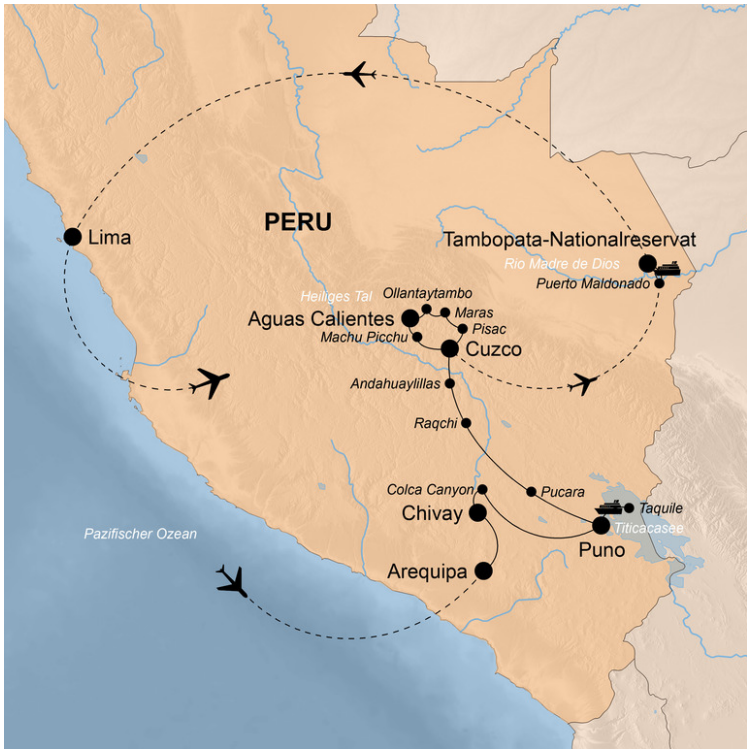 PERU
Lima
Tambopata-Nationalreservat
Rio Madre de Dios
Puerto Maldonado
Ollantaytambo
Heiliges Tal
Maras
Aguas Calientes
Pisac
Machu Picchu
Cuzco
Andahuaylillas
Raqchi
Colca Canyon
Pucara
Chivay
Taquile
Titicacasee
Puno
Pazifischer Ozean
Arequipa